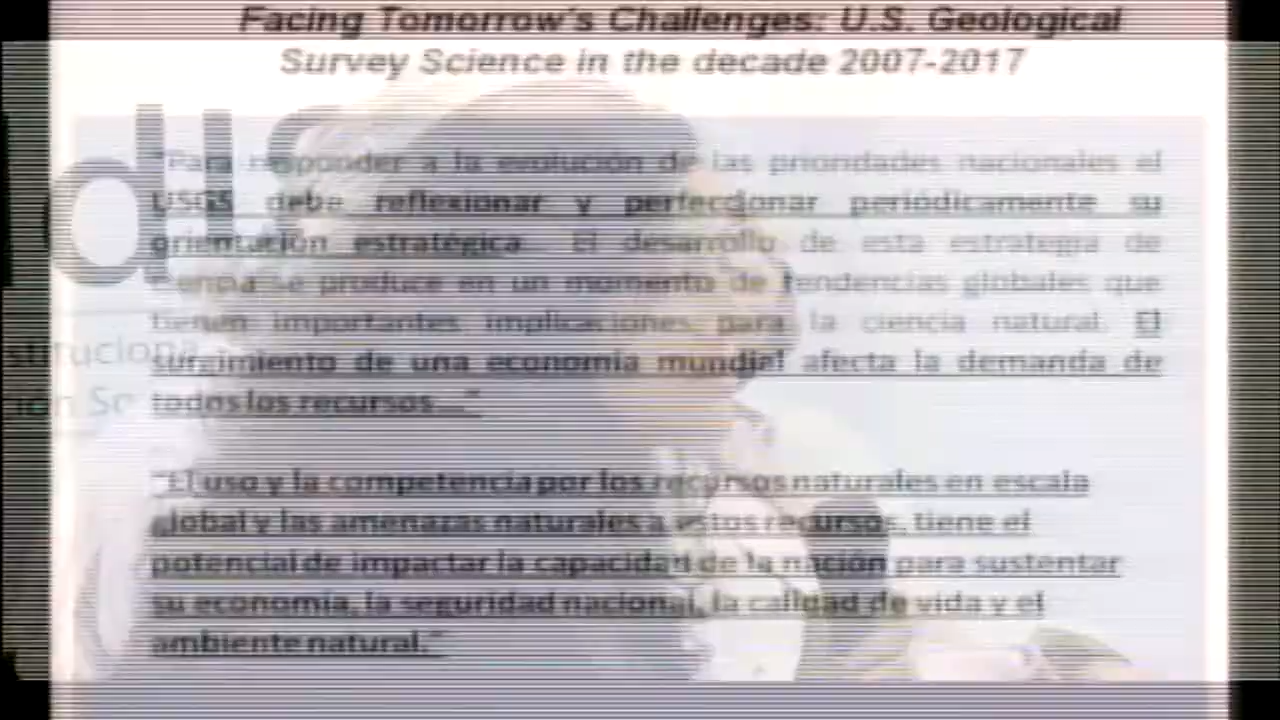 Facing Tomorrow's Challenges: U.S. Geological
Survey Science in the decade 2007-2017
"Para responder a la evolución de las prioridades nacionales el
USGS debe reflexionar y perfeccionar periódicamente su
orientación estratégica. El desarrollo de esta estrategia de
ciencia se produce en un momento de tendencias globales que
tienen importantes implicaciones para la ciencia natural. El
surgimiento de una economía mundial afecta la demanda de
todos los recursos...."
"El uso y la competencia por los recursos naturales en escala
global y las amenazas naturales a estos recursos, tiene el
potencial de impactar la capacidad de la nación para sustentar
su economía, la seguridad nacional, la calidad de vida y el
ambiente natural."